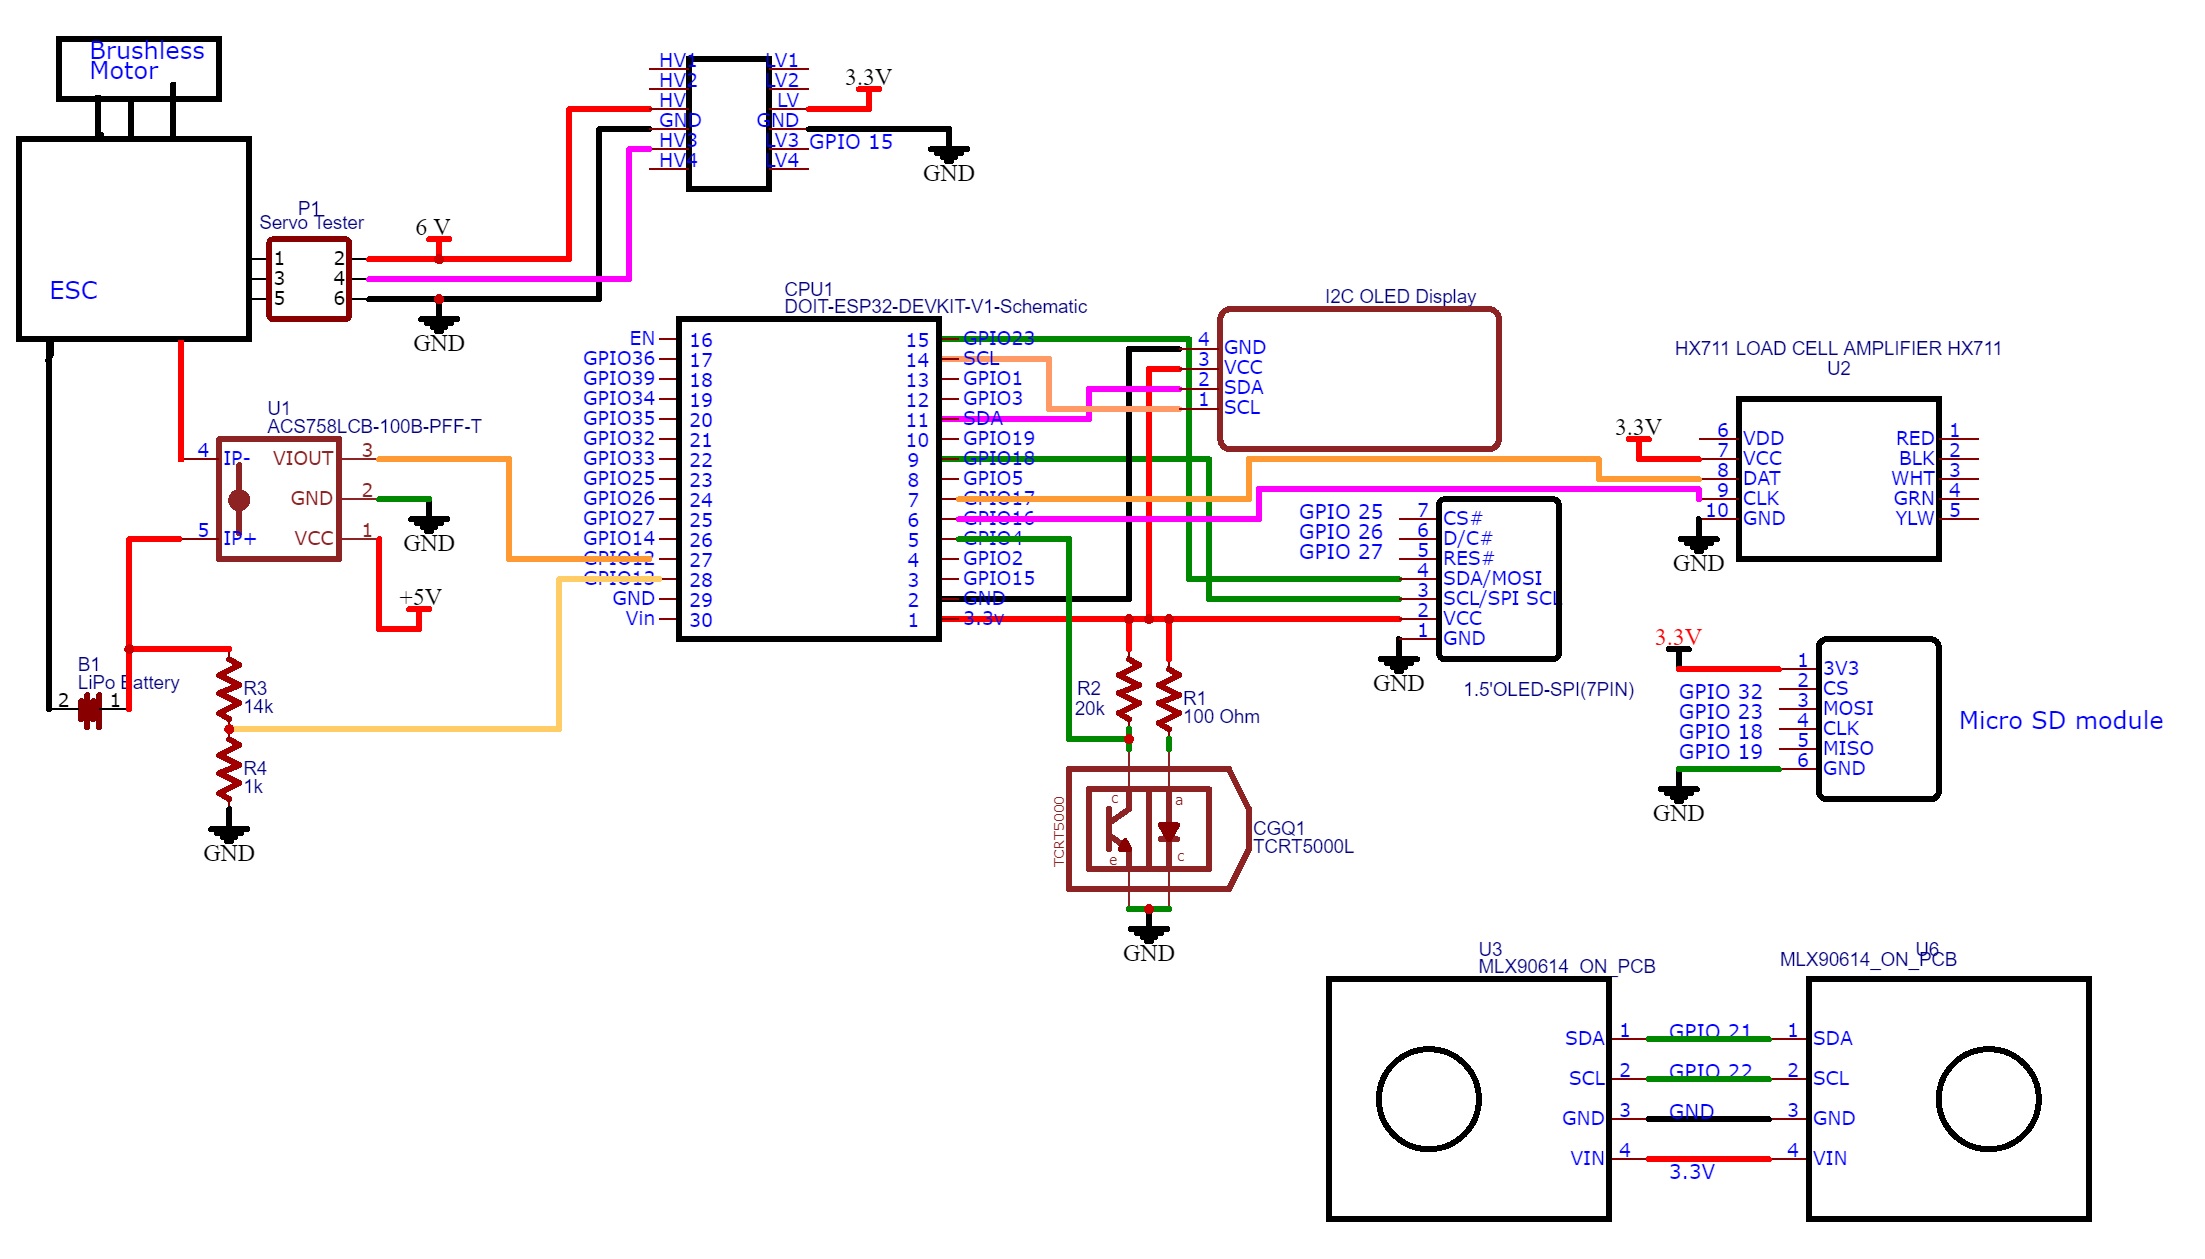 Brushless
Motor
ESC
P1
Servo Tester
1 2
3 4
5 6
6 V
GND
HV1 LV1
HV2 LV2
HV LV
GND GND
HV3 LV3
HV4 LV4
3.3V
GPIO 15
GND
U1
ACS758LCB-100B-PFF-T
4 IP- VIOUT 3
GND 2
5 IP+ VCC 1
GND
+5V
B1
LiPo Battery
2 1
R3
14k
R4
1k
GND
CPU1
DOIT-ESP32-DEVKIT-V1-Schematic
EN 16 15 GPIO23
GPIO36 17 14 SCL
GPIO39 18 13 GPIO1
GPIO34 19 12 GPIO3
GPIO35 20 11 SDA
GPIO32 21 10 GPIO19
GPIO33 22 9 GPIO18
GPIO25 23 8 GPIO5
GPIO26 24 7 GPIO17
GPIO27 25 6 GPIO16
GPIO14 26 5 GPIO4
GPIO12 27 4 GPIO2
GPIO13 28 3 GPIO15
GND 29 2 GND
Vin 30 1 3.3v
I2C OLED Display
4 GND
3 VCC
2 SDA
1 SCL
GPIO 25 7 CS#
GPIO 26 6 D/C#
GPIO 27 5 RES#
4 SDA/MOSI
3 SCL/SPI SCL
2 VCC
1 GND
GND
1.5'OLED-SPI(7PIN)
R2
20k
R1
100 Ohm
TCRT5000
c a
e c
CGQ1
TCRT5000L
GND
HX711 LOAD CELL AMPLIFIER HX711
U2
3.3V
6 VDD RED 1
7 VCC BLK 2
8 DAT WHT 3
9 CLK GRN 4
10 GND YLW 5
GND
3.3V
1 3V3
GPIO 32 2 CS
GPIO 23 3 MOSI
GPIO 18 4 CLK
GPIO 19 5 MISO
6 GND
GND
Micro SD module
U3
MLX90614_ON_PCB
U6
MLX90614_ON_PCB
SDA 1 GPIO 21 1 SDA
SCL 2 GPIO 22 2 SCL
GND 3 GND 3 GND
VIN 4 3.3V 4 VIN